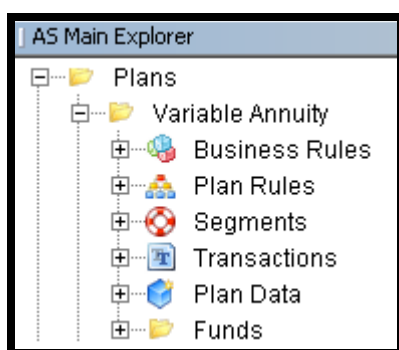 AS Main Explorer
Plans
Variable Annuity
Business Rules
Plan Rules
Segments
Transactions
Plan Data
Funds